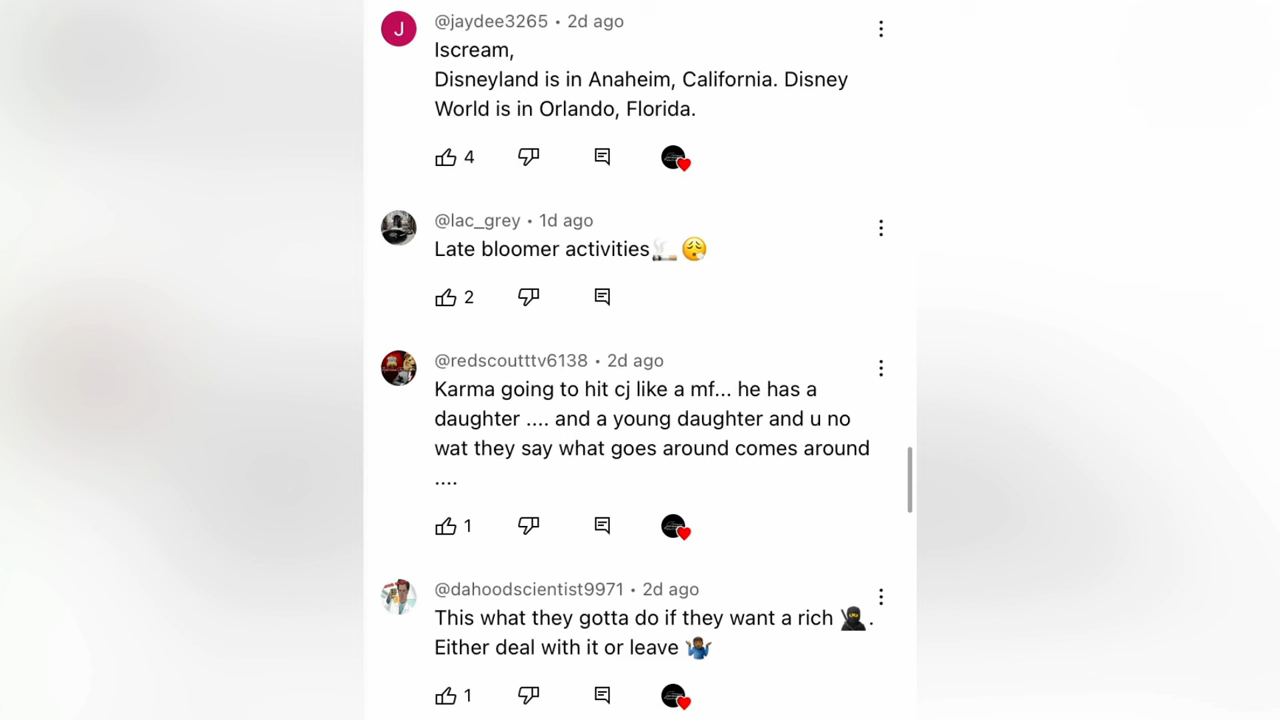 @jaydee3265 • 2d ago
Iscream,
Disneyland is in Anaheim, California. Disney
World is in Orlando, Florida.
4
@lac_grey • 1d ago
Late bloomer activities🚬😮‍💨
2
@redscoutttv6138 • 2d ago
Karma going to hit cj like a mf... he has a
daughter .... and a young daughter and u no
wat they say what goes around comes around
....
1
@dahoodscientist9971 • 2d ago
This what they gotta do if they want a rich 🥷🏿.
Either deal with it or leave 🤷🏾‍♂️
1